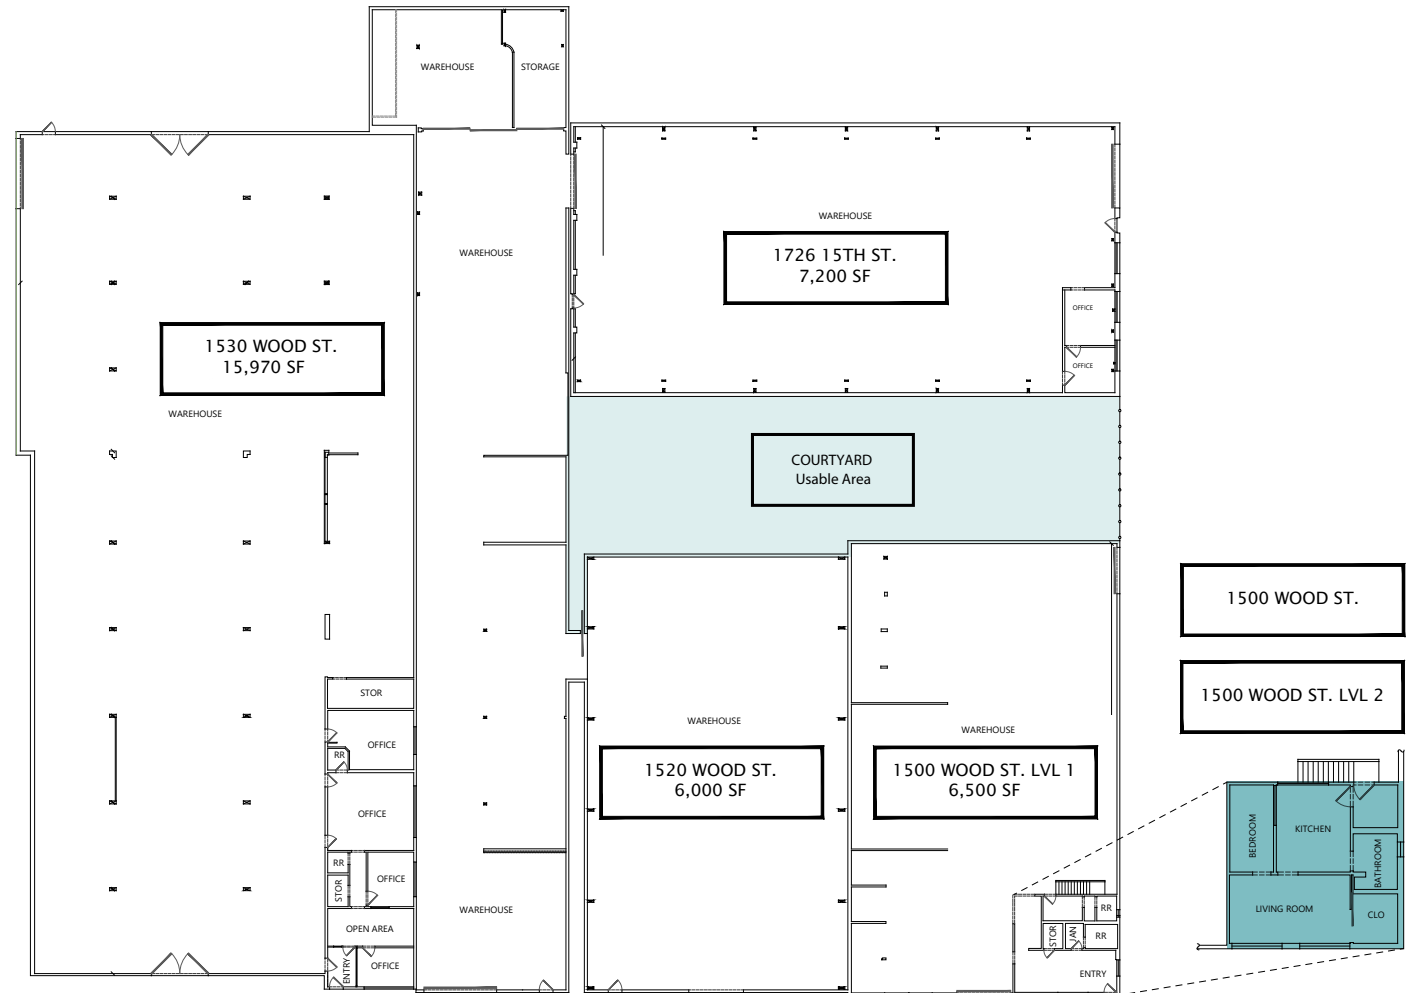 WAREHOUSE
STORAGE
WAREHOUSE
WAREHOUSE
1726 15TH ST.
7,200 SF
OFFICE
OFFICE
1530 WOOD ST.
15,970 SF
WAREHOUSE
COURTYARD
Usable Area
1500 WOOD ST.
1500 WOOD ST. LVL 2
STOR
OFFICE
RR
OFFICE
RR
STOR
OFFICE
OPEN AREA
ENTRY
OFFICE
WAREHOUSE
WAREHOUSE
1520 WOOD ST.
6,000 SF
WAREHOUSE
1500 WOOD ST. LVL 1
6,500 SF
RR
STOR
JAN
RR
ENTRY
BEDROOM
KITCHEN
BATHROOM
LIVING ROOM
CLO